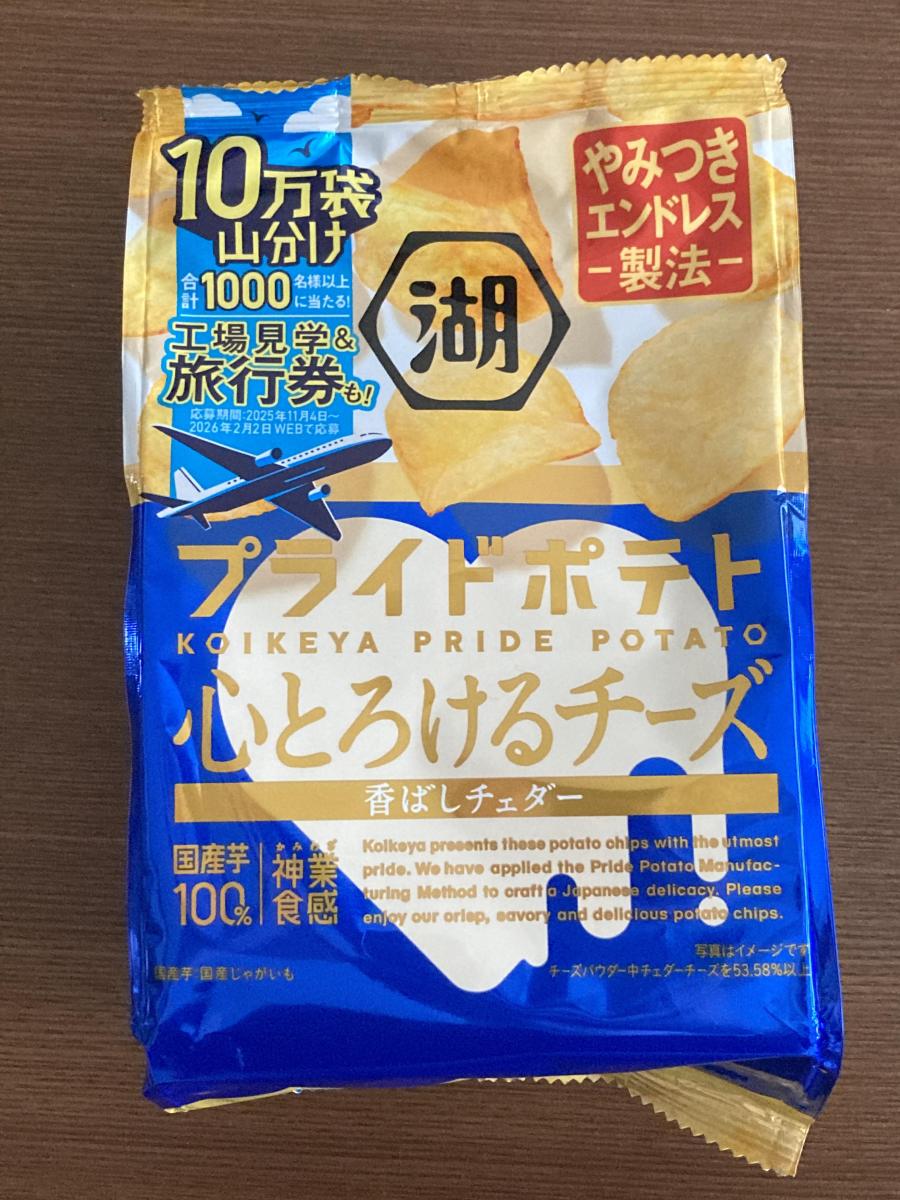 10万袋
山分け
合計1000名様以上に当たる!
工場見学&
旅行券も!
応募期間:2025年11月4日～
2026年2月2日 WEBで応募
湖
やみつき
エンドレス
-製法-
プライドポテト
KOIKEYA PRIDE POTATO
心とろけるチーズ
香ばしチェダー
国産芋
100%
かみわざ
神業
食感
Koikeya presents these potato chips with the utmost
pride. We have applied the Pride Potato Manufac-
turing Method to craft a Japanese delicacy. Please
enjoy our crisp, savory and delicious potato chips.
国産芋:国産じゃがいも
写真はイメージです
チーズパウダー中チェダーチーズを53.58%以上